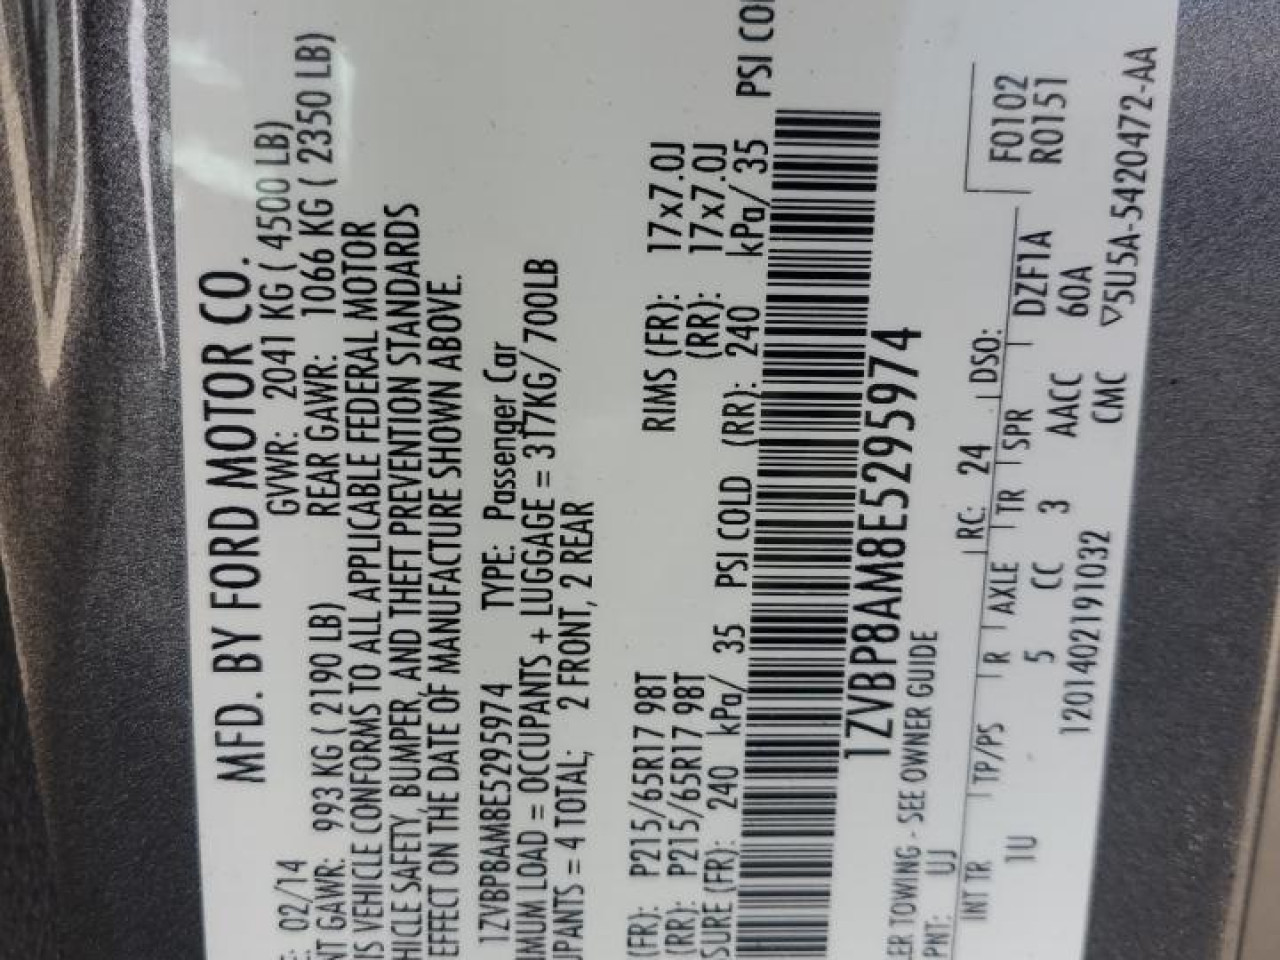 MFD. BY FORD MOTOR CO.
02/14 GVWR: 2041 KG ( 4500 LB)
NT GAWR: 993 KG ( 2190 LB) REAR GAWR: 1066 KG ( 2350 LB)
IS VEHICLE CONFORMS TO ALL APPLICABLE FEDERAL MOTOR
HICLE SAFETY, BUMPER, AND THEFT PREVENTION STANDARDS
EFFECT ON THE DATE OF MANUFACTURE SHOWN ABOVE.
1ZVBP8AM8E5295974 TYPE: Passenger Car
IMUM LOAD = OCCUPANTS + LUGGAGE = 317KG/ 700LB
UPANTS = 4 TOTAL; 2 FRONT, 2 REAR
(FR): P215/65R17 98T RIMS (FR): 17x7.0J
(RR): P215/65R17 98T (RR): 17x7.0J
SURE (FR): 240 kPa/ 35 PSI COLD (RR): 240 kPa/ 35 PSI COL
1ZVBP8AM8E5295974
ER TOWING - SEE OWNER GUIDE
PNT: UJ RC: 24 DSO:
INT TR TP/PS R AXLE TR SPR DZF1A F0102
1U 5 CC 3 AACC 60A R0151
1201402191032 CMC ▽5U5A-5420472-AA